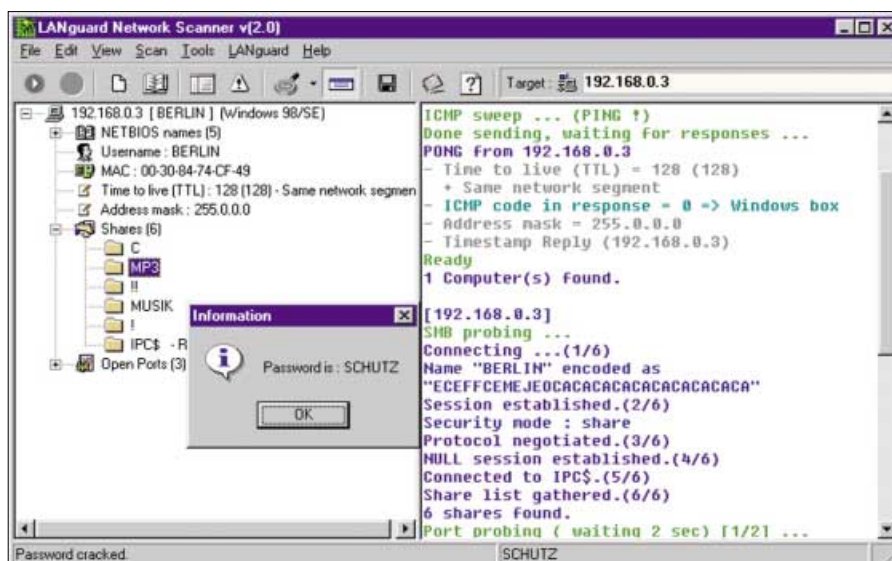 LANguard Network Scanner v(2.0)
File Edit View Scan Tools LANguard Help
Target: 192.168.0.3
192.168.0.3 [ BERLIN ] (Windows 98/SE)
NETBIOS names (5)
Username : BERLIN
MAC : 00-30-84-74-CF-49
Time to live (TTL) : 128 (128) - Same network segmen
Address mask : 255.0.0.0
Shares (6)
C
MP3
!!
MUSIK
!
IPC$ - R
Open Ports (3)
Information
Password is : SCHUTZ
OK
ICMP sweep ... (PING !)
Done sending, waiting for responses ...
PONG from 192.168.0.3
- Time to live (TTL) = 128 (128)
+ Same network segment
- ICMP code in response = 0 => Windows box
- Address mask = 255.0.0.0
- Timestamp Reply (192.168.0.3)
Ready
1 Computer(s) found.
[192.168.0.3]
SMB probing ...
Connecting ...(1/6)
Name "BERLIN" encoded as
"ECEFFCEMEJEOCACACACACACACACACACA"
Session established.(2/6)
Security mode : share
Protocol negotiated.(3/6)
NULL session established.(4/6)
Connected to IPC$.(5/6)
Share list gathered.(6/6)
6 shares found.
Port probing ( waiting 2 sec) [1/2] ...
Password cracked.
SCHUTZ